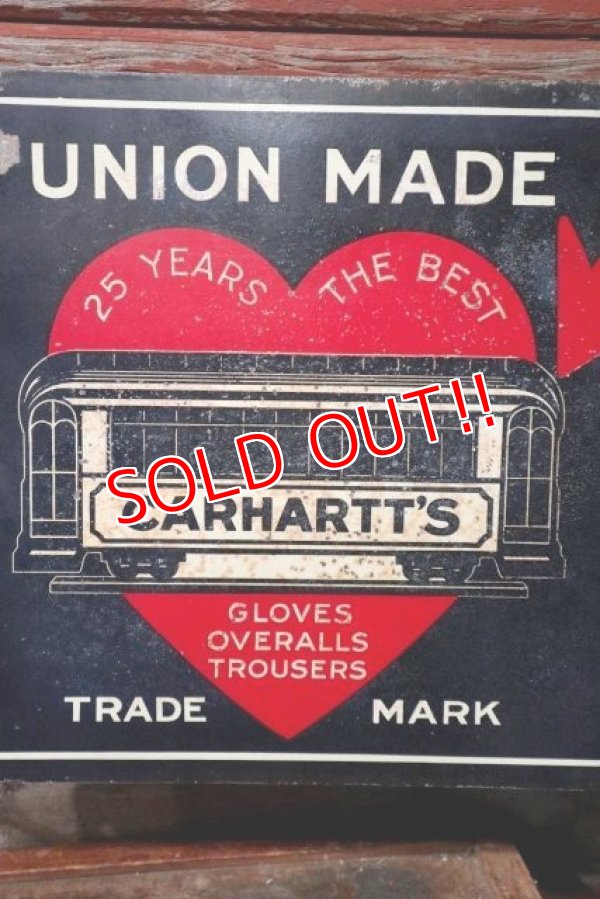 UNION MADE
25 YEARS THE BEST
SOLD OUT!!
CARHARTT'S
GLOVES
OVERALLS
TROUSERS
TRADE MARK